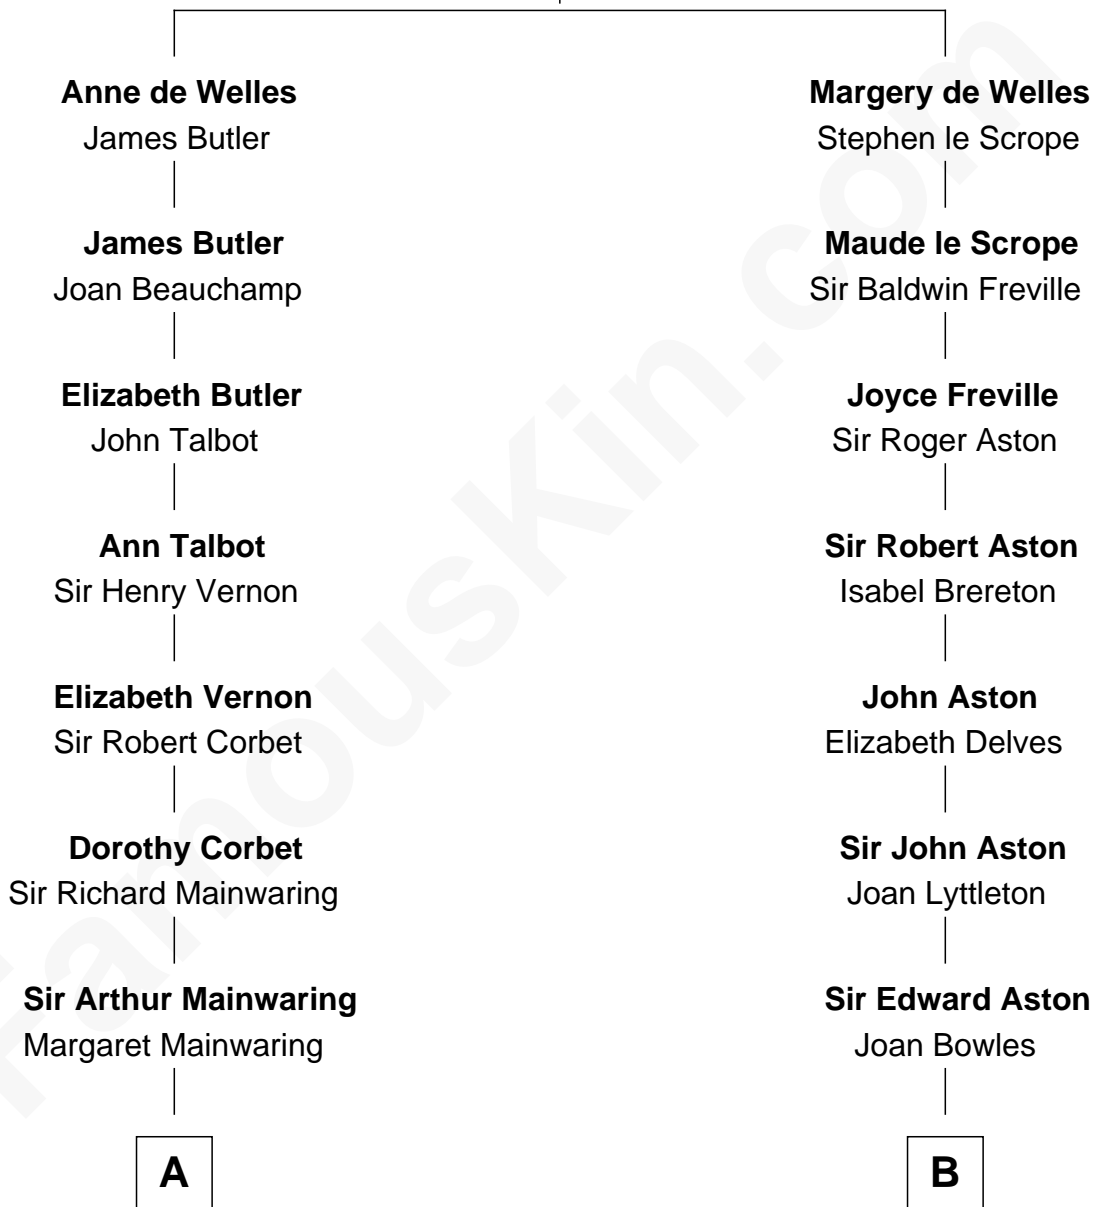 Anne de Welles
James Butler
James Butler
Joan Beauchamp
Elizabeth Butler
John Talbot
Ann Talbot
Sir Henry Vernon
Elizabeth Vernon
Sir Robert Corbet
Dorothy Corbet
Sir Richard Mainwaring
Sir Arthur Mainwaring
Margaret Mainwaring
A
Margery de Welles
Stephen le Scrope
Maude le Scrope
Sir Baldwin Freville
Joyce Freville
Sir Roger Aston
Sir Robert Aston
Isabel Brereton
John Aston
Elizabeth Delves
Sir John Aston
Joan Lyttleton
Sir Edward Aston
Joan Bowles
B
FamousKin.com